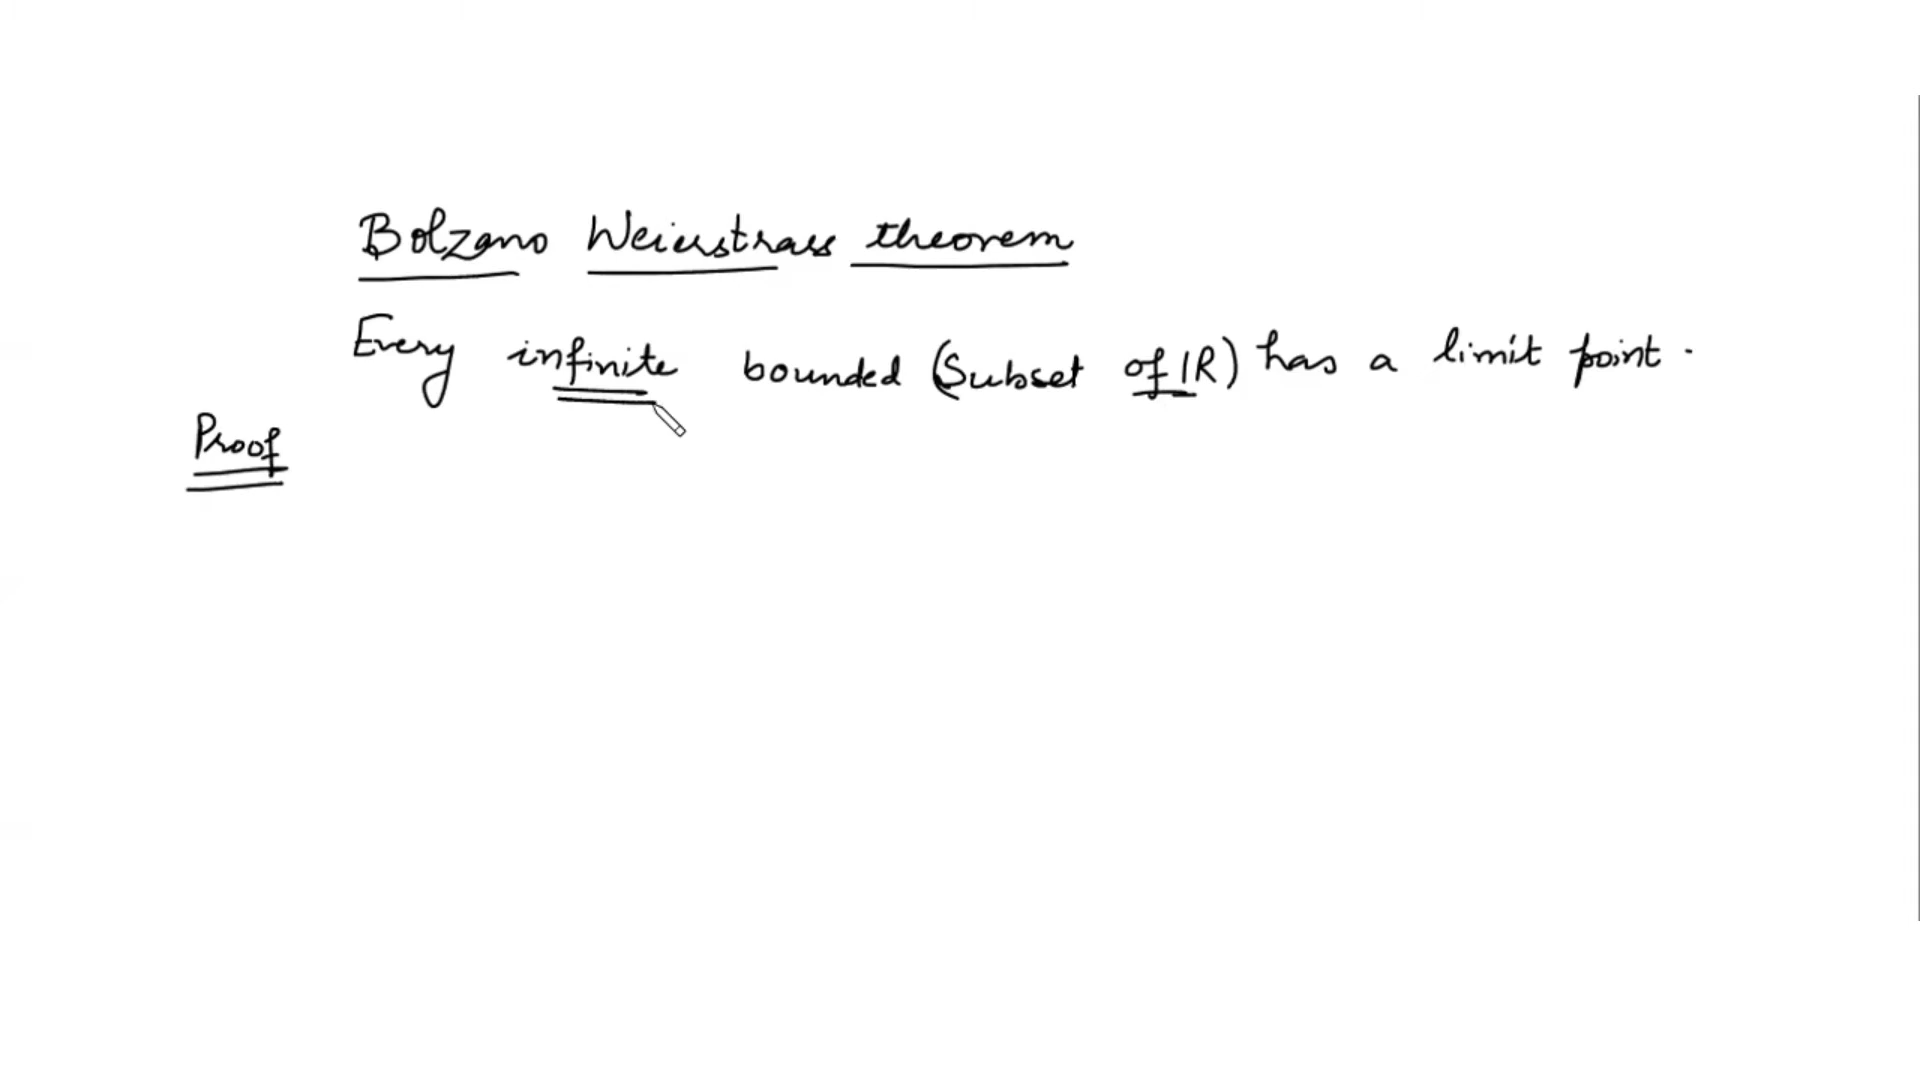 Bolzano Weierstrass theorem
Every infinite bounded (Subset of IR) has a limit point.
Proof